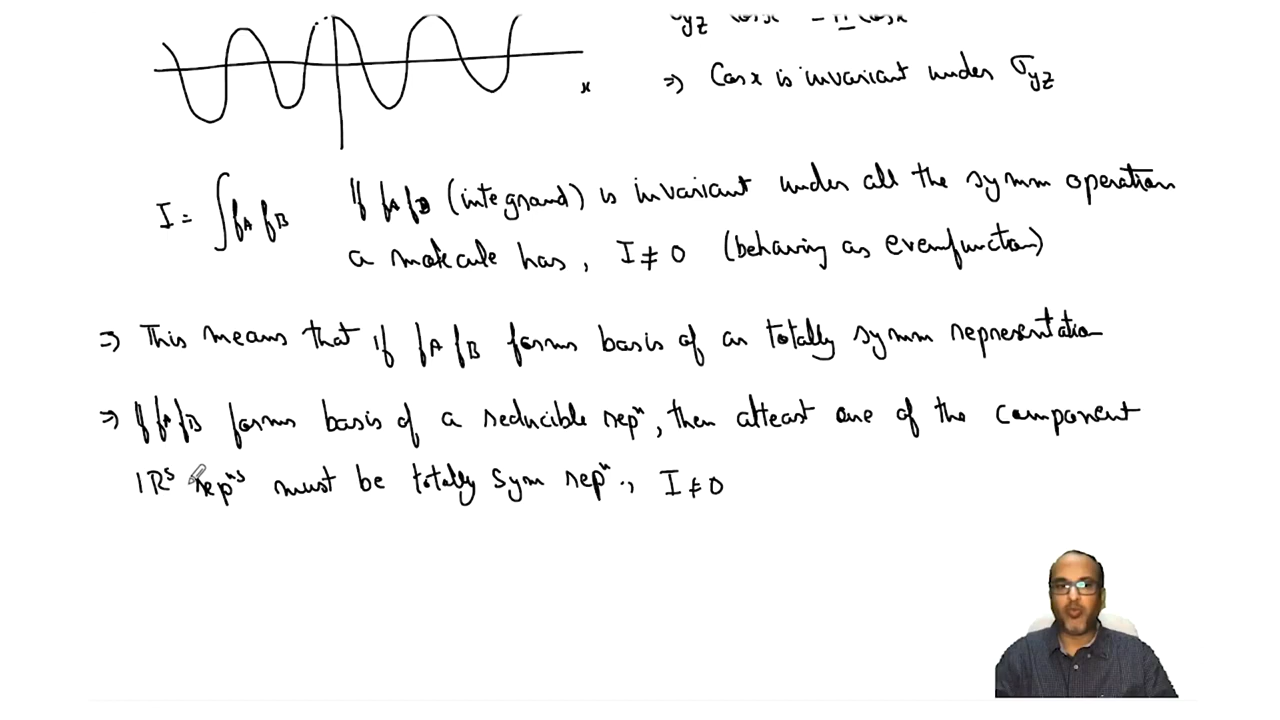 ⇒ Cosx is invariant under σyz
x
I = ∫fA fB If fA fB (integrand) is invariant under all the symm operation
a molecule has, I ≠ 0 (behaving as even function)
⇒ This means that if fA fB forms basis of an totally symm representation
⇒ If fA fB forms basis of a reducible repⁿ, then atleast one of the component
IRˢ repⁿˢ must be totally sym repⁿ., I ≠ 0